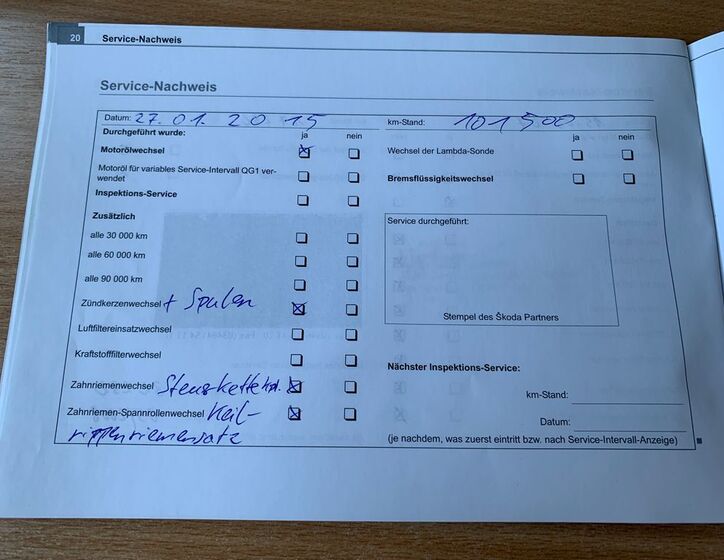 20 Service-Nachweis
Service-Nachweis
Datum: 27.01.2015 km-Stand: 101500
Durchgeführt wurde: ja nein ja nein
Motorölwechsel Wechsel der Lambda-Sonde
Motoröl für variables Service-Intervall QG1 ver-
wendet Bremsflüssigkeitswechsel
Inspektions-Service
Zusätzlich Service durchgeführt:
alle 30 000 km
alle 60 000 km
alle 90 000 km
Zündkerzenwechsel + Spulen
Stempel des Škoda Partners
Luftfiltereinsatzwechsel
Kraftstofffilterwechsel
Nächster Inspektions-Service:
Zahnriemenwechsel Steuerkette
km-Stand:
Zahnriemen-Spannrollenwechsel Keil-
Datum:
rippenriemensatz
(je nachdem, was zuerst eintritt bzw. nach Service-Intervall-Anzeige)